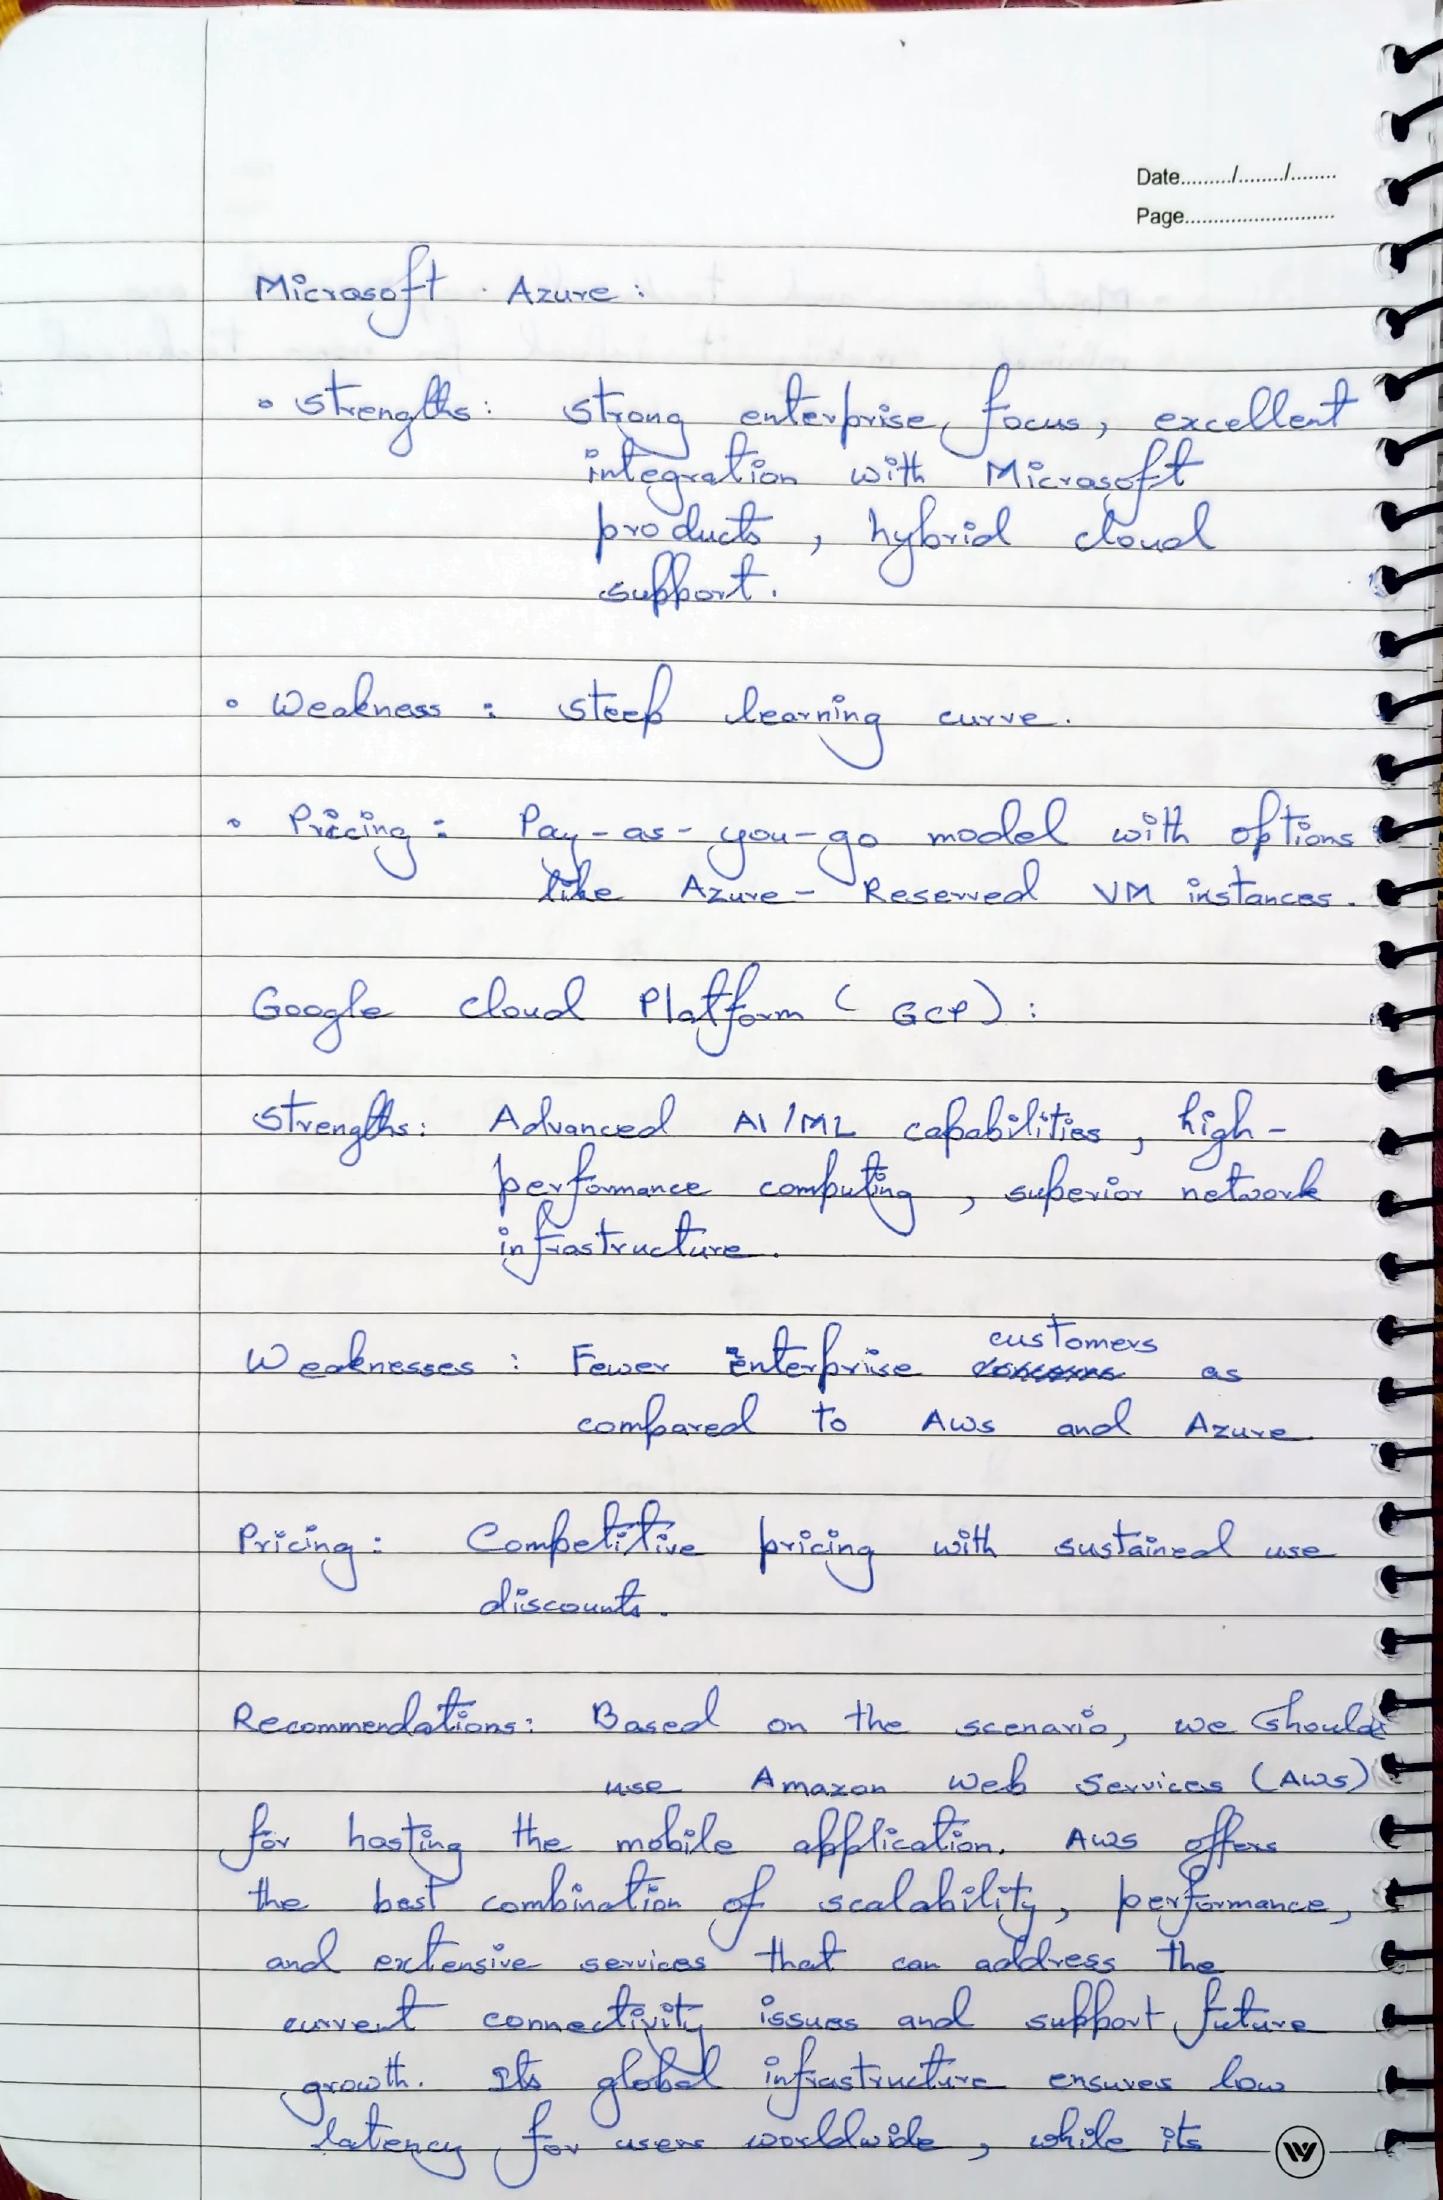 Date........./......../........
Page............................
Microsoft Azure:
• Strengths: strong enterprise focus, excellent
integration with Microsoft
products, hybrid cloud
support.
• Weakness: steep learning curve.
• Pricing: Pay-as-you-go model with options
like Azure-Reserved VM instances.
Google Cloud Platform (GCP):
Strengths: Advanced AI/ML capabilities, high-
performance computing, superior network
infrastructure.
customers
Weaknesses: Fewer enterprise as
compared to AWS and Azure
Pricing: Competitive pricing with sustained use
discounts.
Recommendations: Based on the scenario, we should
use Amazon Web Services (AWS)
for hosting the mobile application. AWS offers
the best combination of scalability, performance,
and extensive services that can address the
current connectivity issues and support future
growth. Its global infrastructure ensures low
latency for users worldwide, while its
W